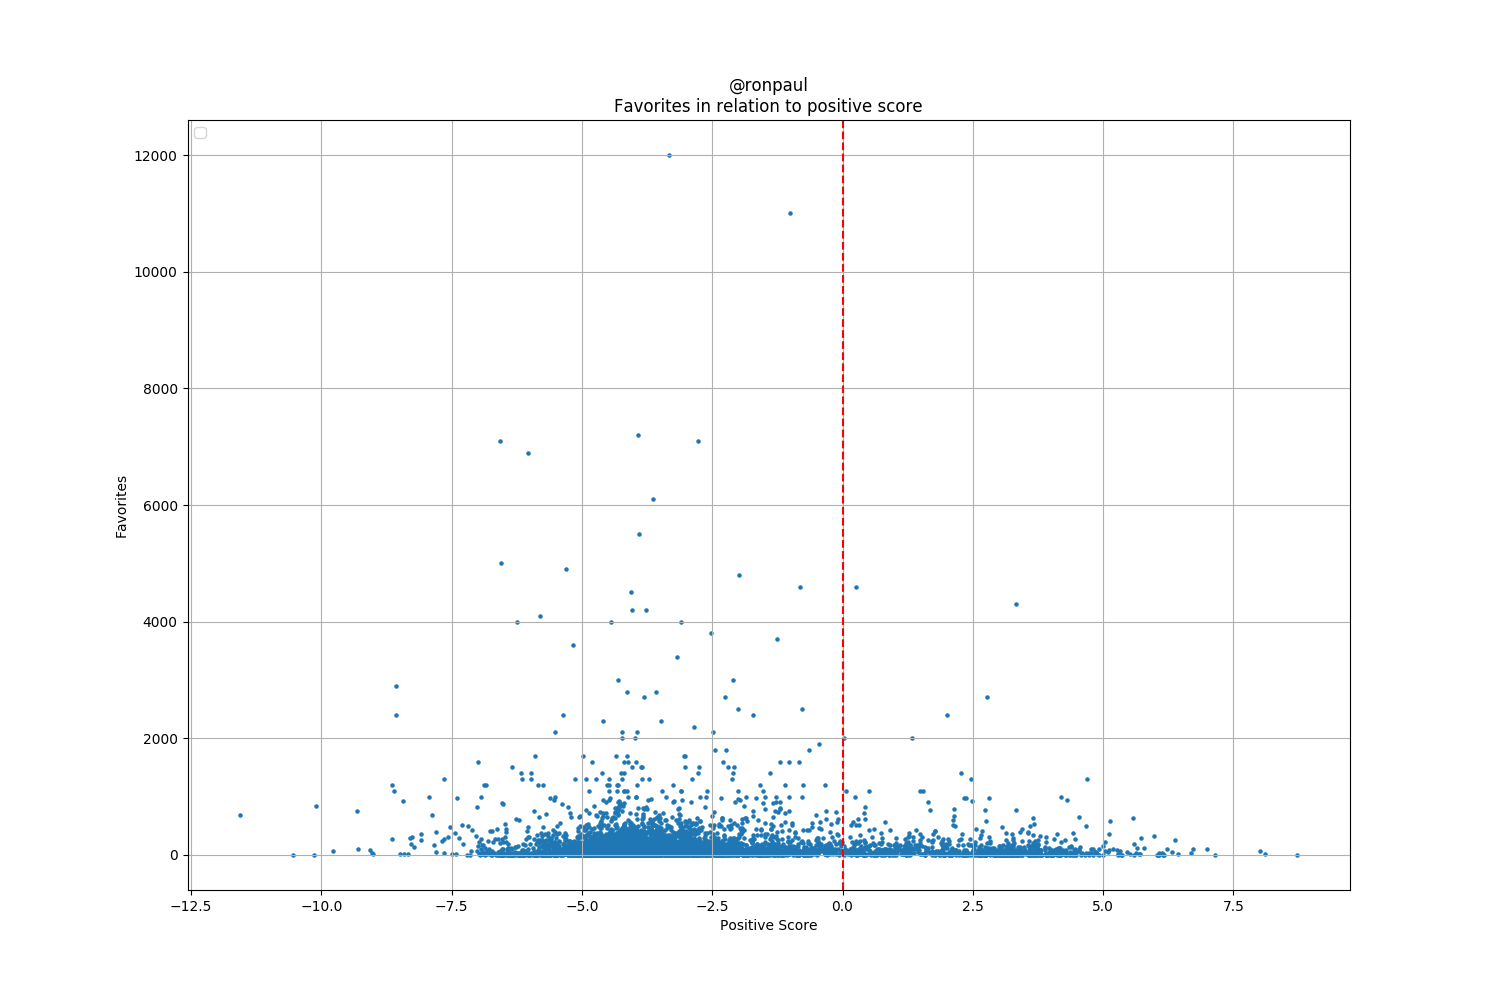 @ronpaul
Favorites in relation to positive score
12000
10000
8000
6000
4000
2000
0
Favorites
−12.5 −10.0 −7.5 −5.0 −2.5 0.0 2.5 5.0 7.5
Positive Score